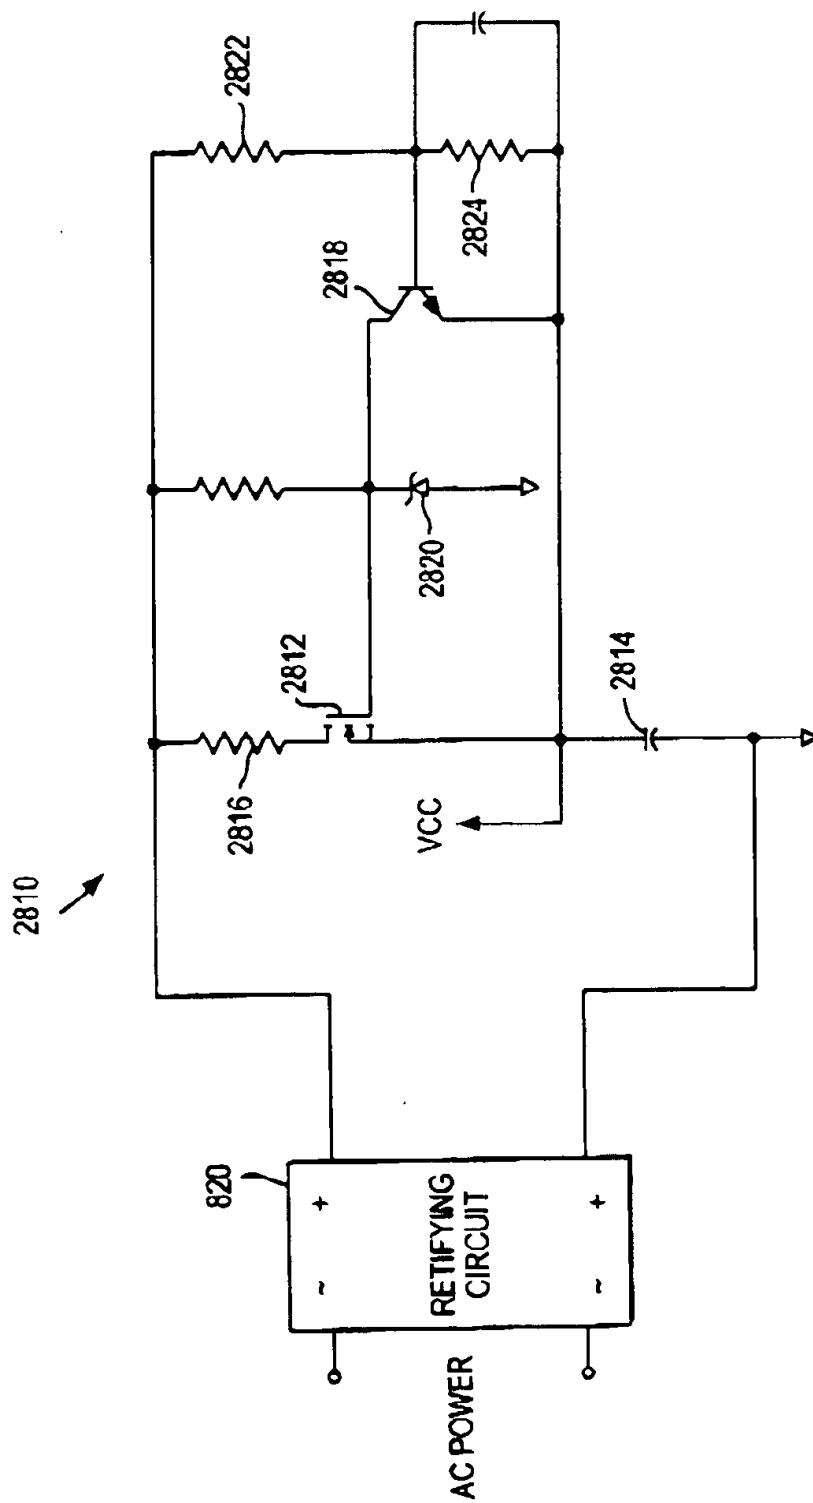 2810
820
~ +
RETIFYING
CIRCUIT
~ +
AC POWER
2816
2812
VCC
2814
2820
2818
2822
2824